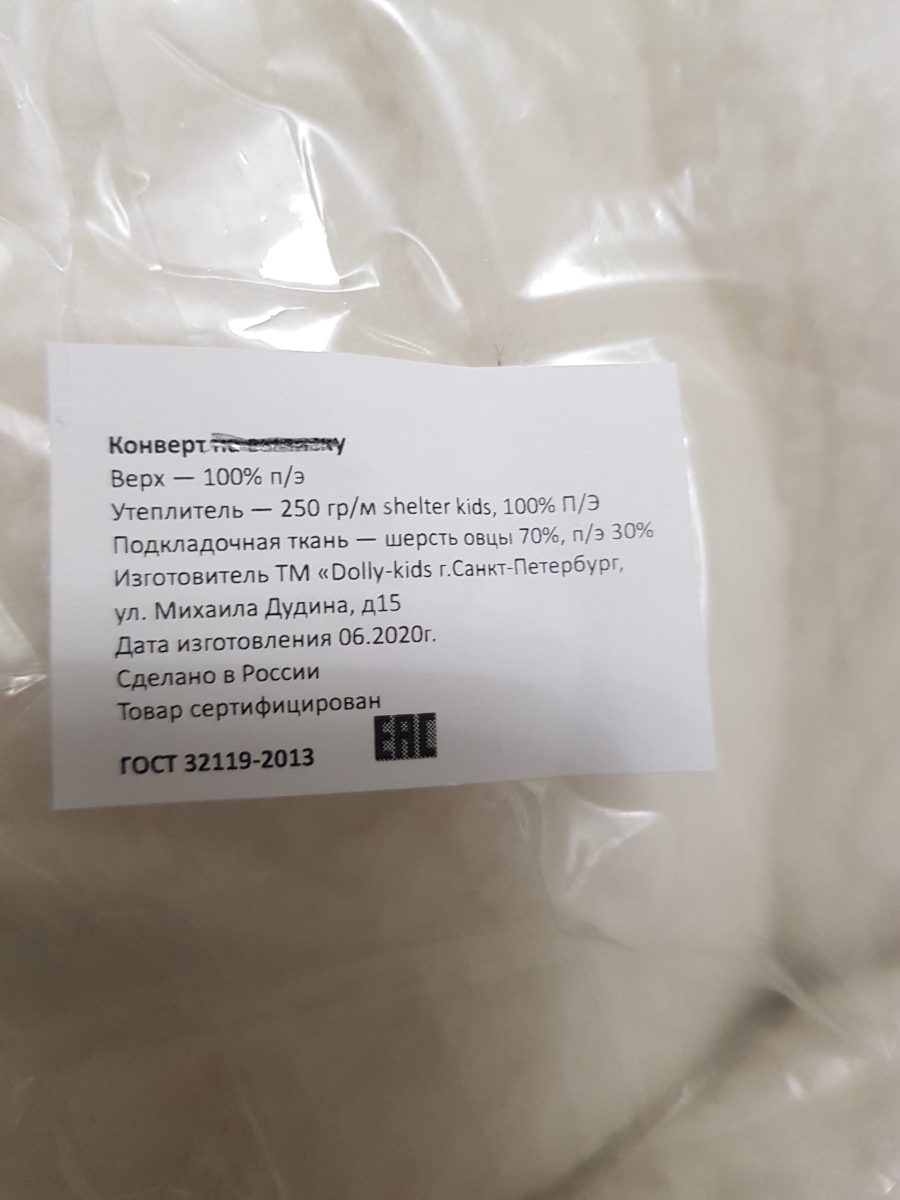 Конверт
Верх — 100% п/э
Утеплитель — 250 гр/м shelter kids, 100% П/Э
Подкладочная ткань — шерсть овцы 70%, п/э 30%
Изготовитель ТМ «Dolly-kids г.Санкт-Петербург,
ул. Михаила Дудина, д15
Дата изготовления 06.2020г.
Сделано в России
Товар сертифицирован
ГОСТ 32119-2013
EAC